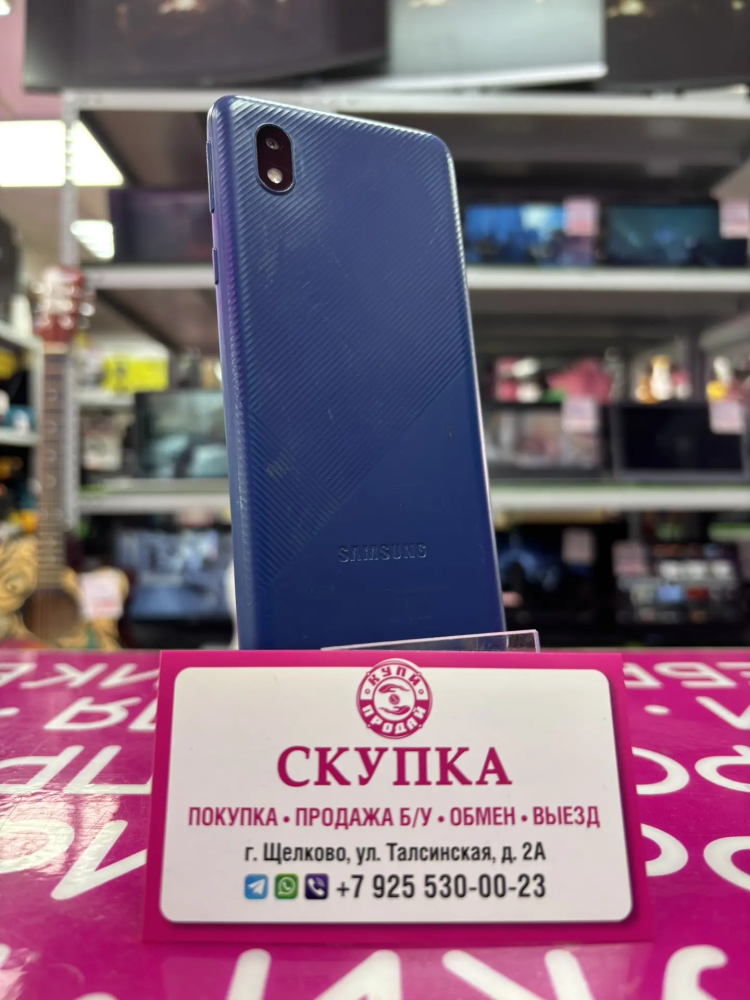 SAMSUNG
КУПИ
ПРОДАЙ
СКУПКА
ПОКУПКА • ПРОДАЖА Б/У • ОБМЕН • ВЫЕЗД
г. Щелково, ул. Талсинская, д. 2А
+7 925 530-00-23